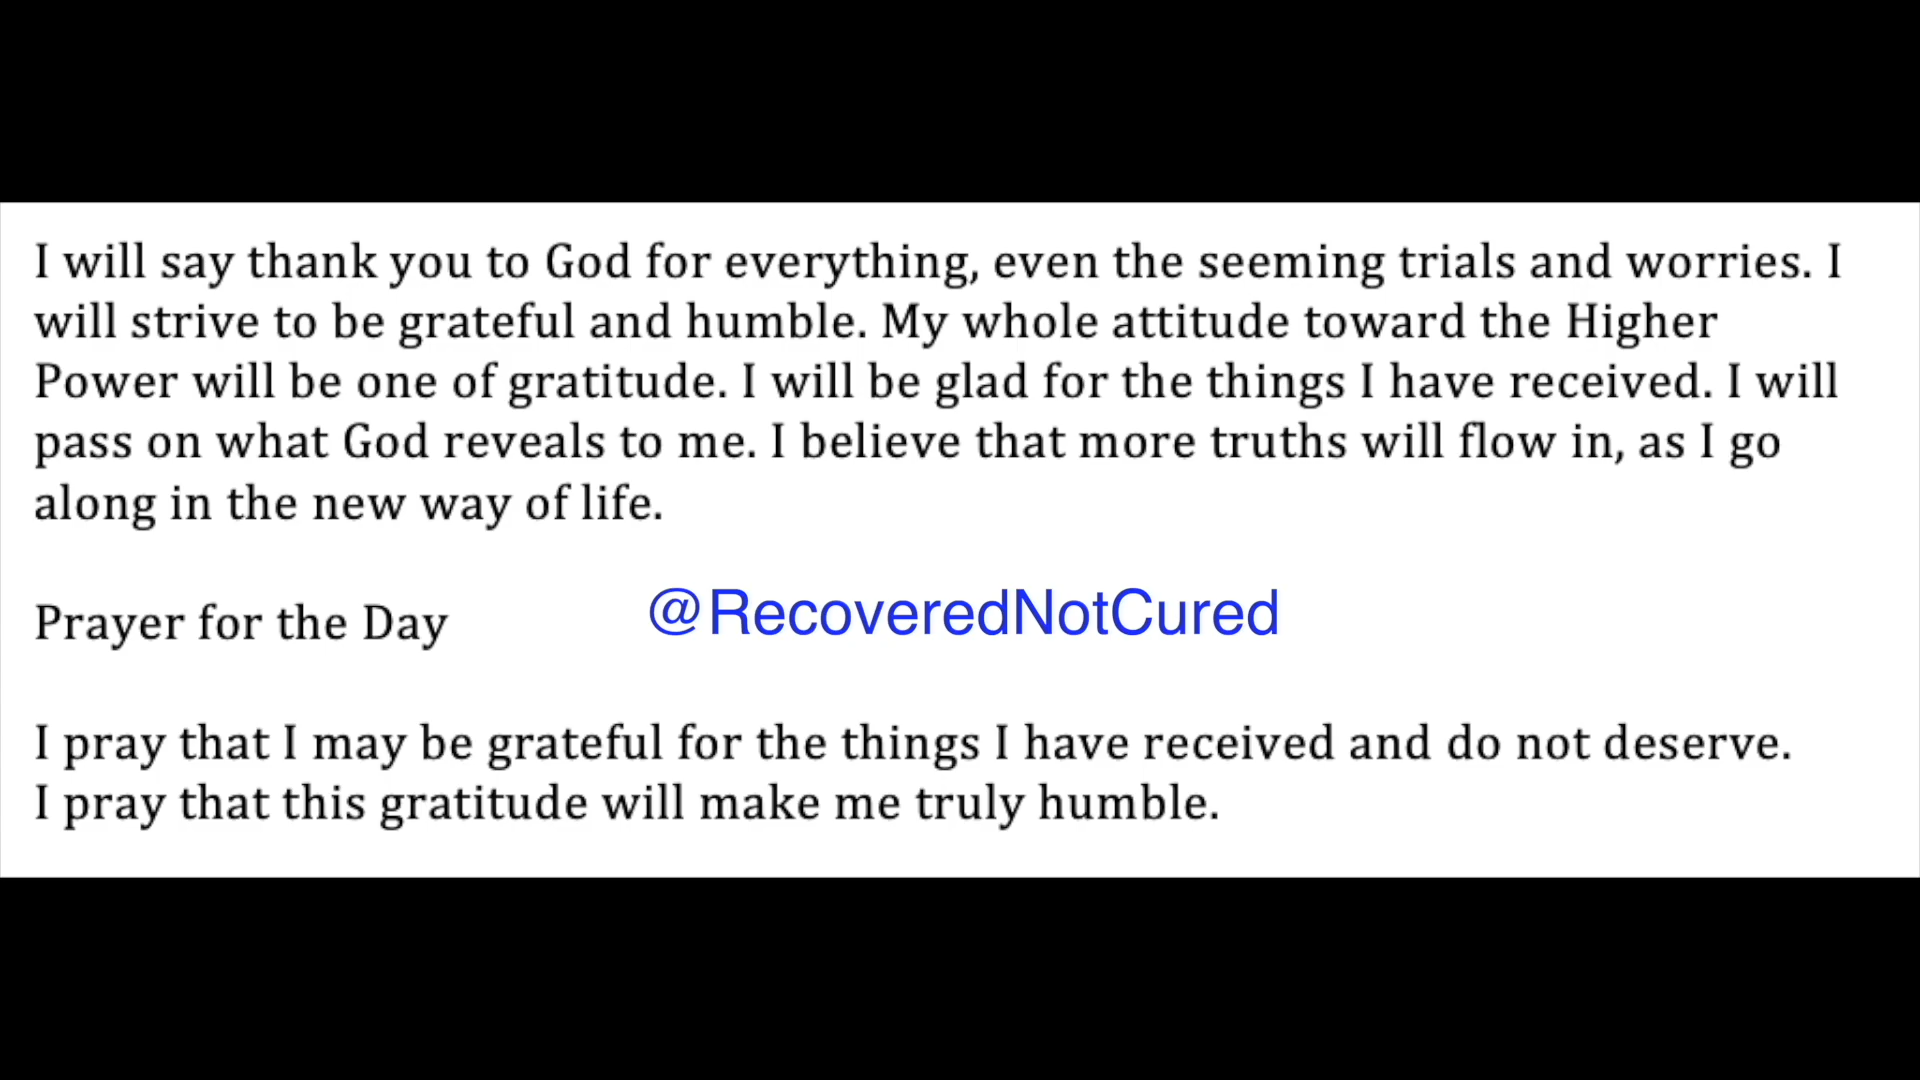 I will say thank you to God for everything, even the seeming trials and worries. I
will strive to be grateful and humble. My whole attitude toward the Higher
Power will be one of gratitude. I will be glad for the things I have received. I will
pass on what God reveals to me. I believe that more truths will flow in, as I go
along in the new way of life.
Prayer for the Day
@RecoveredNotCured
I pray that I may be grateful for the things I have received and do not deserve.
I pray that this gratitude will make me truly humble.